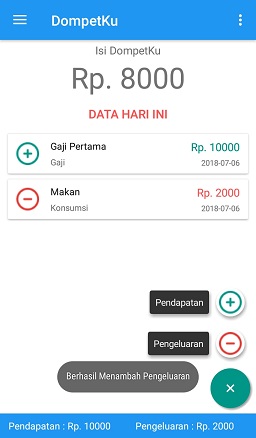 DompetKu
Isi DompetKu
Rp. 8000
DATA HARI INI
Gaji Pertama Rp. 10000
Gaji 2018-07-06
Makan Rp. 2000
Konsumsi 2018-07-06
Pendapatan
Pengeluaran
Berhasil Menambah Pengeluaran
Pendapatan : Rp. 10000 Pengeluaran : Rp. 2000